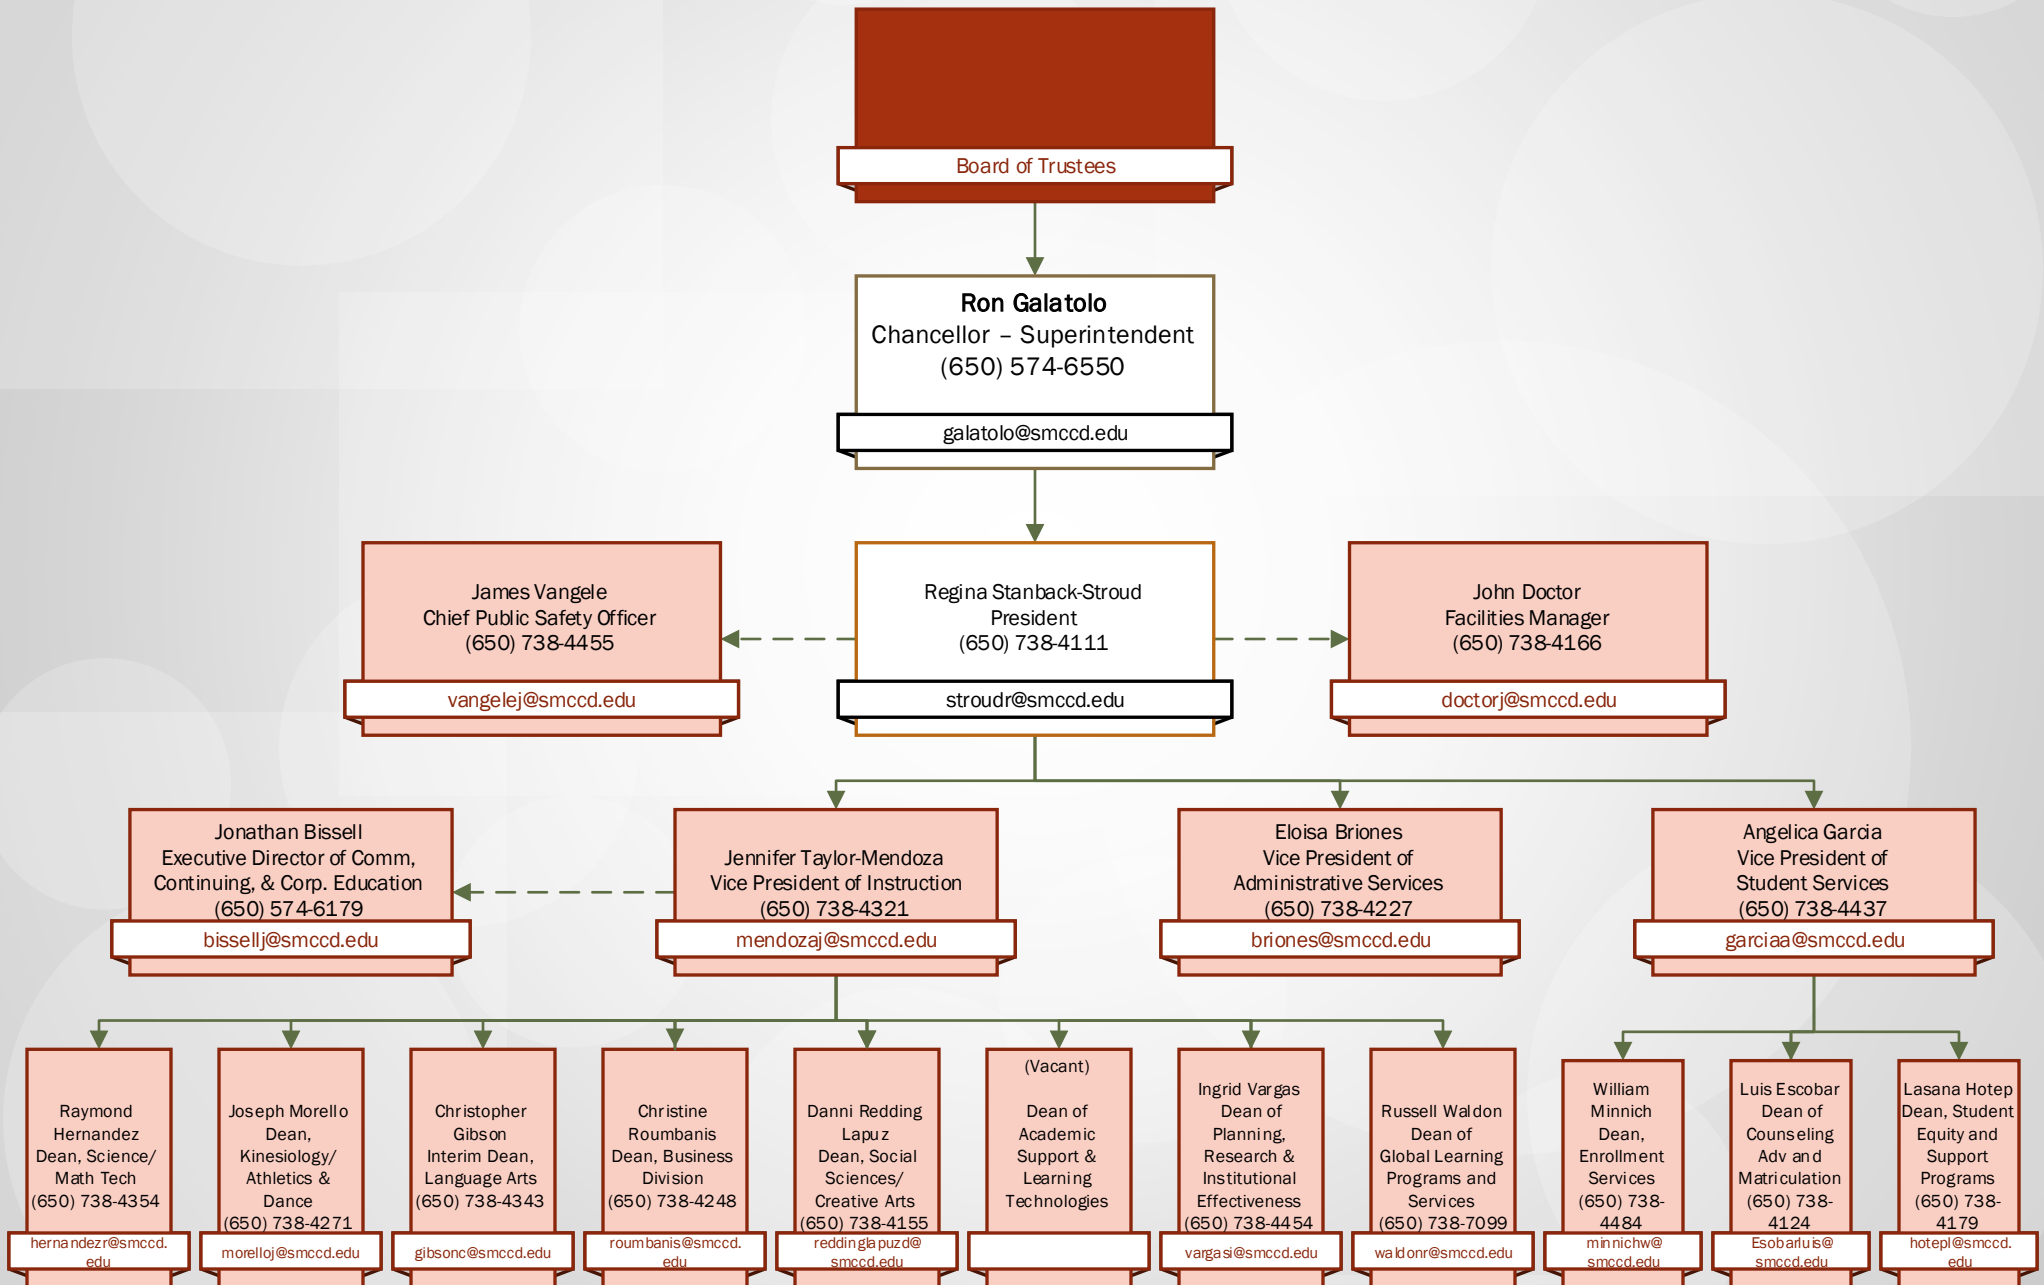 Board of Trustees
Ron Galatolo
Chancellor – Superintendent
(650) 574-6550
galatolo@smccd.edu
James Vangele
Chief Public Safety Officer
(650) 738-4455
vangelej@smccd.edu
Regina Stanback-Stroud
President
(650) 738-4111
stroudr@smccd.edu
John Doctor
Facilities Manager
(650) 738-4166
doctorj@smccd.edu
Jonathan Bissell
Executive Director of Comm,
Continuing, & Corp. Education
(650) 574-6179
bissellj@smccd.edu
Jennifer Taylor-Mendoza
Vice President of Instruction
(650) 738-4321
mendozaj@smccd.edu
Eloisa Briones
Vice President of
Administrative Services
(650) 738-4227
briones@smccd.edu
Angelica Garcia
Vice President of
Student Services
(650) 738-4437
garciaa@smccd.edu
Raymond
Hernandez
Dean, Science/
Math Tech
(650) 738-4354
hernandezr@smccd.
edu
Joseph Morello
Dean,
Kinesiology/
Athletics &
Dance
(650) 738-4271
morelloj@smccd.edu
Christopher
Gibson
Interim Dean,
Language Arts
(650) 738-4343
gibsonc@smccd.edu
Christine
Roumbanis
Dean, Business
Division
(650) 738-4248
roumbanis@smccd.
edu
Danni Redding
Lapuz
Dean, Social
Sciences/
Creative Arts
(650) 738-4155
reddinglapuzd@
smccd.edu
(Vacant)
Dean of
Academic
Support &
Learning
Technologies
Ingrid Vargas
Dean of
Planning,
Research &
Institutional
Effectiveness
(650) 738-4454
vargasi@smccd.edu
Russell Waldon
Dean of
Global Learning
Programs and
Services
(650) 738-7099
waldonr@smccd.edu
William
Minnich
Dean,
Enrollment
Services
(650) 738-
4484
minnichw@
smccd.edu
Luis Escobar
Dean of
Counseling
Adv and
Matriculation
(650) 738-
4124
Esobarluis@
smccd.edu
Lasana Hotep
Dean, Student
Equity and
Support
Programs
(650) 738-
4179
hotepl@smccd.
edu